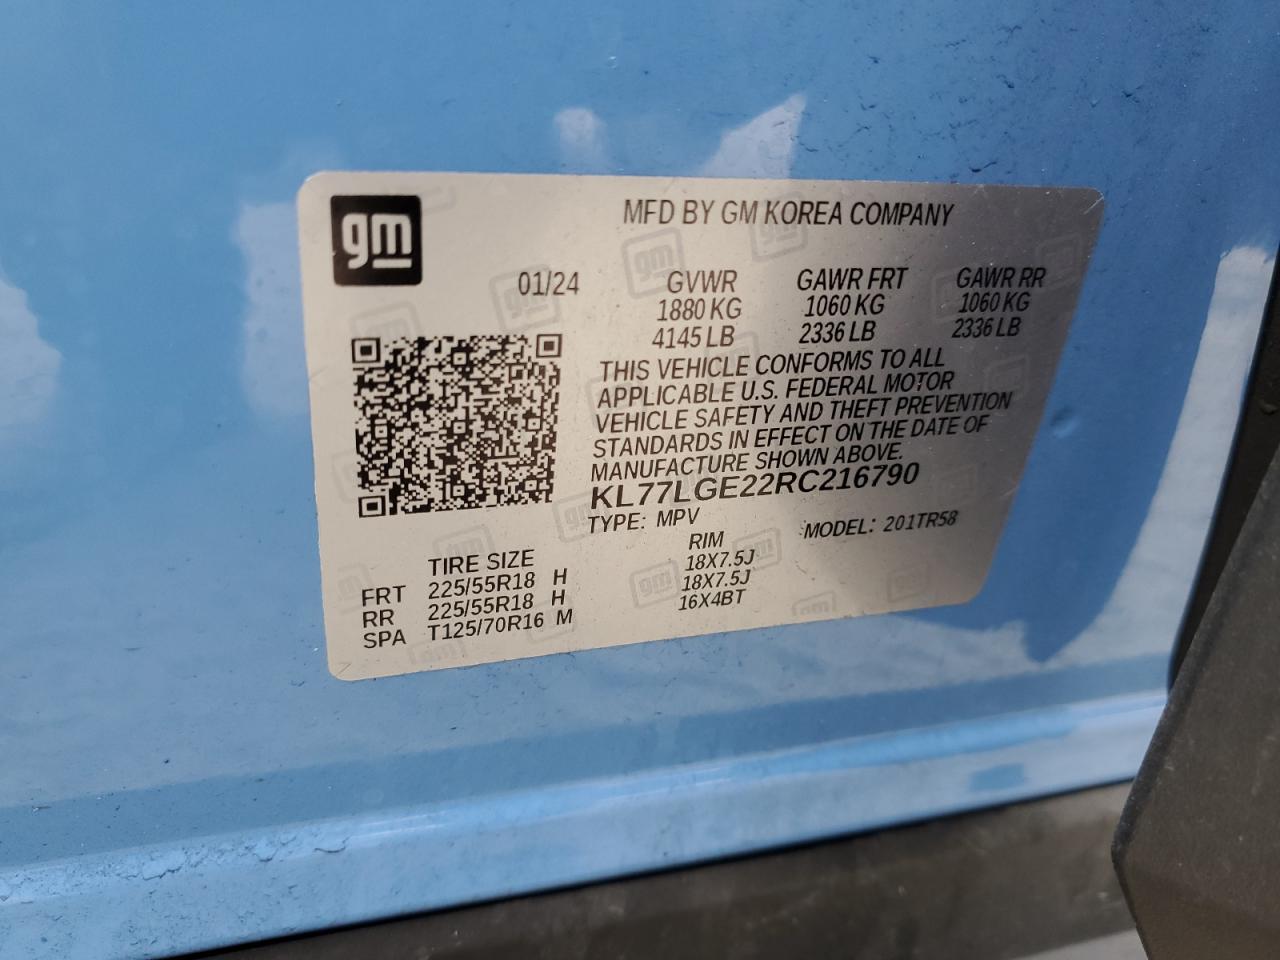 gm
MFD BY GM KOREA COMPANY
01/24 GVWR GAWR FRT GAWR RR
1880 KG 1060 KG 1060 KG
4145 LB 2336 LB 2336 LB
THIS VEHICLE CONFORMS TO ALL
APPLICABLE U.S. FEDERAL MOTOR
VEHICLE SAFETY AND THEFT PREVENTION
STANDARDS IN EFFECT ON THE DATE OF
MANUFACTURE SHOWN ABOVE.
KL77LGE22RC216790
TYPE: MPV MODEL: 201TR58
TIRE SIZE RIM
FRT 225/55R18 H 18X7.5J
RR 225/55R18 H 18X7.5J
SPA T125/70R16 M 16X4BT